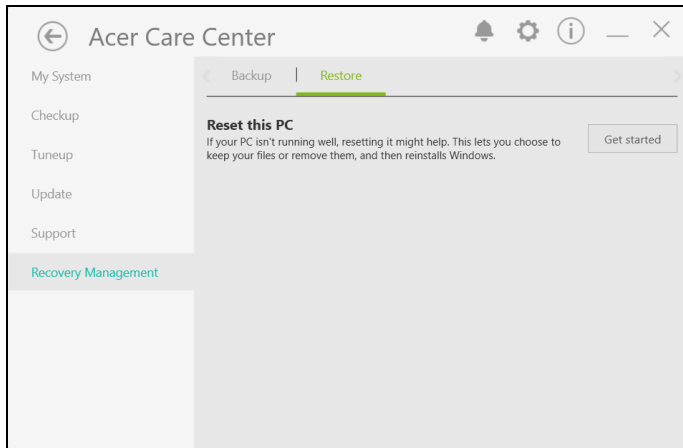 Acer Care Center
My System
Checkup
Tuneup
Update
Support
Recovery Management
Backup
Restore
Reset this PC
If your PC isn't running well, resetting it might help. This lets you choose to
keep your files or remove them, and then reinstalls Windows.
Get started